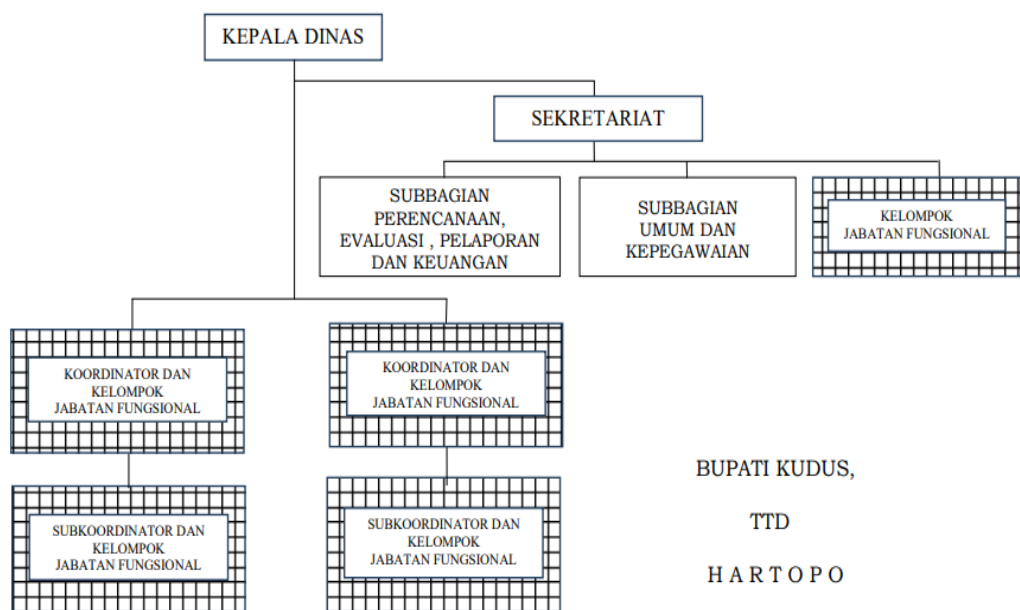 KEPALA DINAS
SEKRETARIAT
SUBBAGIAN
PERENCANAAN,
EVALUASI , PELAPORAN
DAN KEUANGAN
SUBBAGIAN
UMUM DAN
KEPEGAWAIAN
KELOMPOK
JABATAN FUNGSIONAL
KOORDINATOR DAN
KELOMPOK
JABATAN FUNGSIONAL
KOORDINATOR DAN
KELOMPOK
JABATAN FUNGSIONAL
SUBKOORDINATOR DAN
KELOMPOK
JABATAN FUNGSIONAL
SUBKOORDINATOR DAN
KELOMPOK
JABATAN FUNGSIONAL
BUPATI KUDUS,
TTD
H A R T O P O